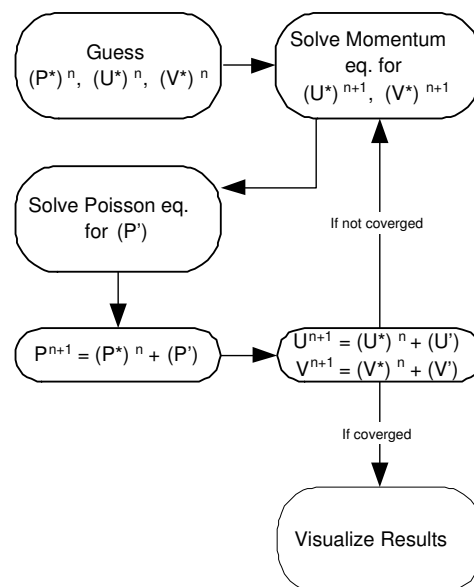 Guess
(P*) ⁿ, (U*) ⁿ, (V*) ⁿ
Solve Momentum
eq. for
(U*) ⁿ⁺¹, (V*) ⁿ⁺¹
Solve Poisson eq.
for (P')
If not coverged
Pⁿ⁺¹ = (P*) ⁿ + (P')
Uⁿ⁺¹ = (U*) ⁿ + (U')
Vⁿ⁺¹ = (V*) ⁿ + (V')
If coverged
Visualize Results